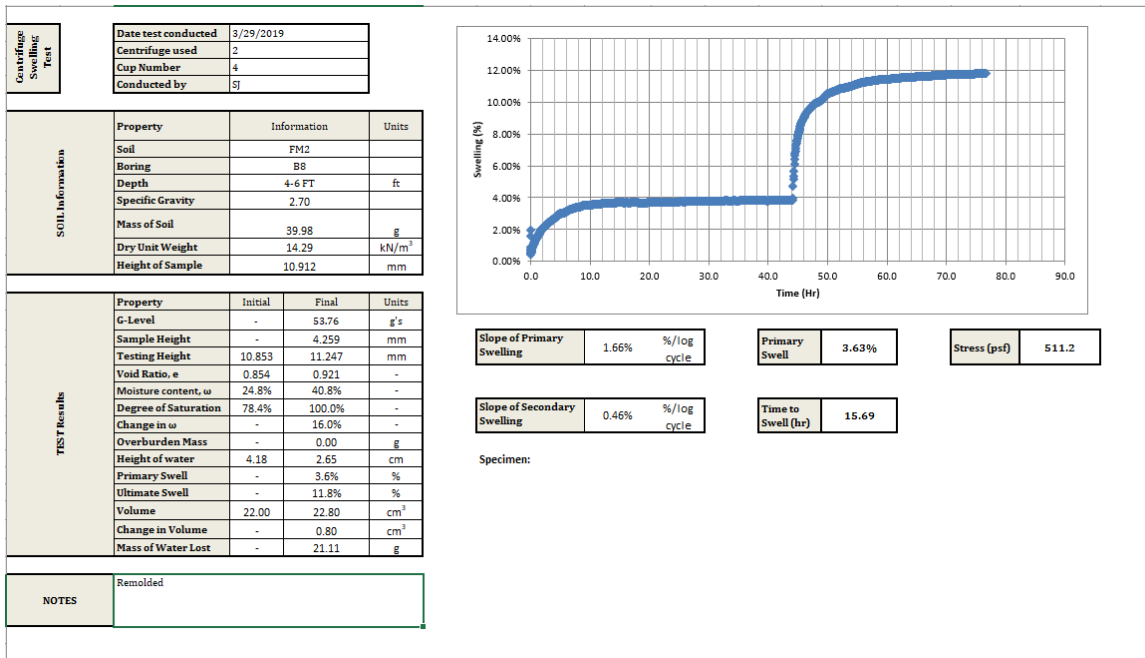 Centrifuge
Swelling
Test
Date test conducted 3/29/2019
Centrifuge used 2
Cup Number 4
Conducted by SJ
SOIL Information
Property Information Units
Soil FM2
Boring B8
Depth 4-6 FT ft
Specific Gravity 2.70
Mass of Soil 39.98 g
Dry Unit Weight 14.29 kN/m³
Height of Sample 10.912 mm
TEST Results
Property Initial Final Units
G-Level - 53.76 g's
Sample Height - 4.259 mm
Testing Height 10.853 11.247 mm
Void Ratio, e 0.854 0.921 -
Moisture content, ω 24.8% 40.8% -
Degree of Saturation 78.4% 100.0% -
Change in ω - 16.0% -
Overburden Mass - 0.00 g
Height of water 4.18 2.65 cm
Primary Swell - 3.6% %
Ultimate Swell - 11.8% %
Volume 22.00 22.80 cm³
Change in Volume - 0.80 cm³
Mass of Water Lost - 21.11 g
NOTES
Remolded
14.00%
12.00%
10.00%
8.00%
6.00%
4.00%
2.00%
0.00%
Swelling (%)
0.0 10.0 20.0 30.0 40.0 50.0 60.0 70.0 80.0 90.0
Time (Hr)
Slope of Primary
Swelling
1.66%
%/log
cycle
Primary
Swell
3.63%
Stress (psf) 511.2
Slope of Secondary
Swelling
0.46%
%/log
cycle
Time to
Swell (hr)
15.69
Specimen: